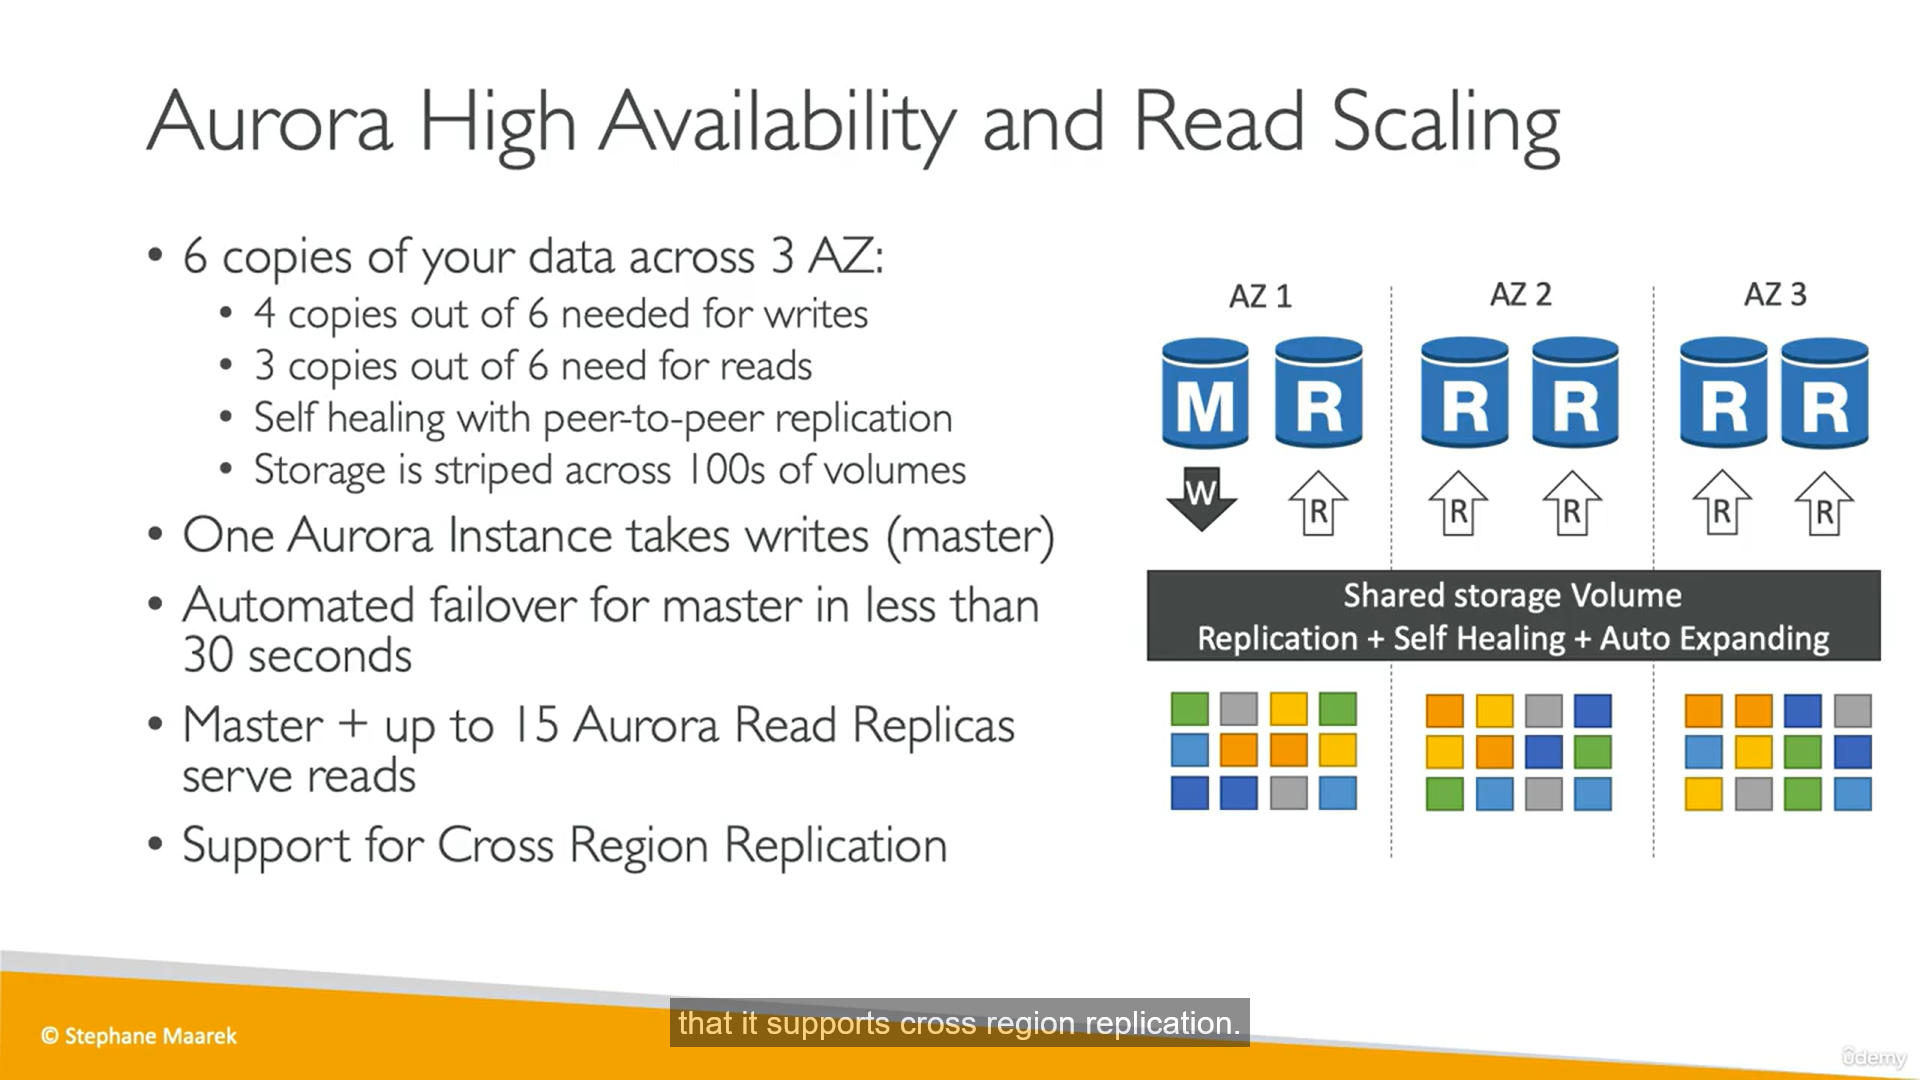 Aurora High Availability and Read Scaling
• 6 copies of your data across 3 AZ:
• 4 copies out of 6 needed for writes
• 3 copies out of 6 need for reads
• Self healing with peer-to-peer replication
• Storage is striped across 100s of volumes
• One Aurora Instance takes writes (master)
• Automated failover for master in less than
30 seconds
• Master + up to 15 Aurora Read Replicas
serve reads
• Support for Cross Region Replication
AZ 1 AZ 2 AZ 3
M R R R R R
W R R R R R
Shared storage Volume
Replication + Self Healing + Auto Expanding
that it supports cross region replication.
© Stephane Maarek
ûdemy